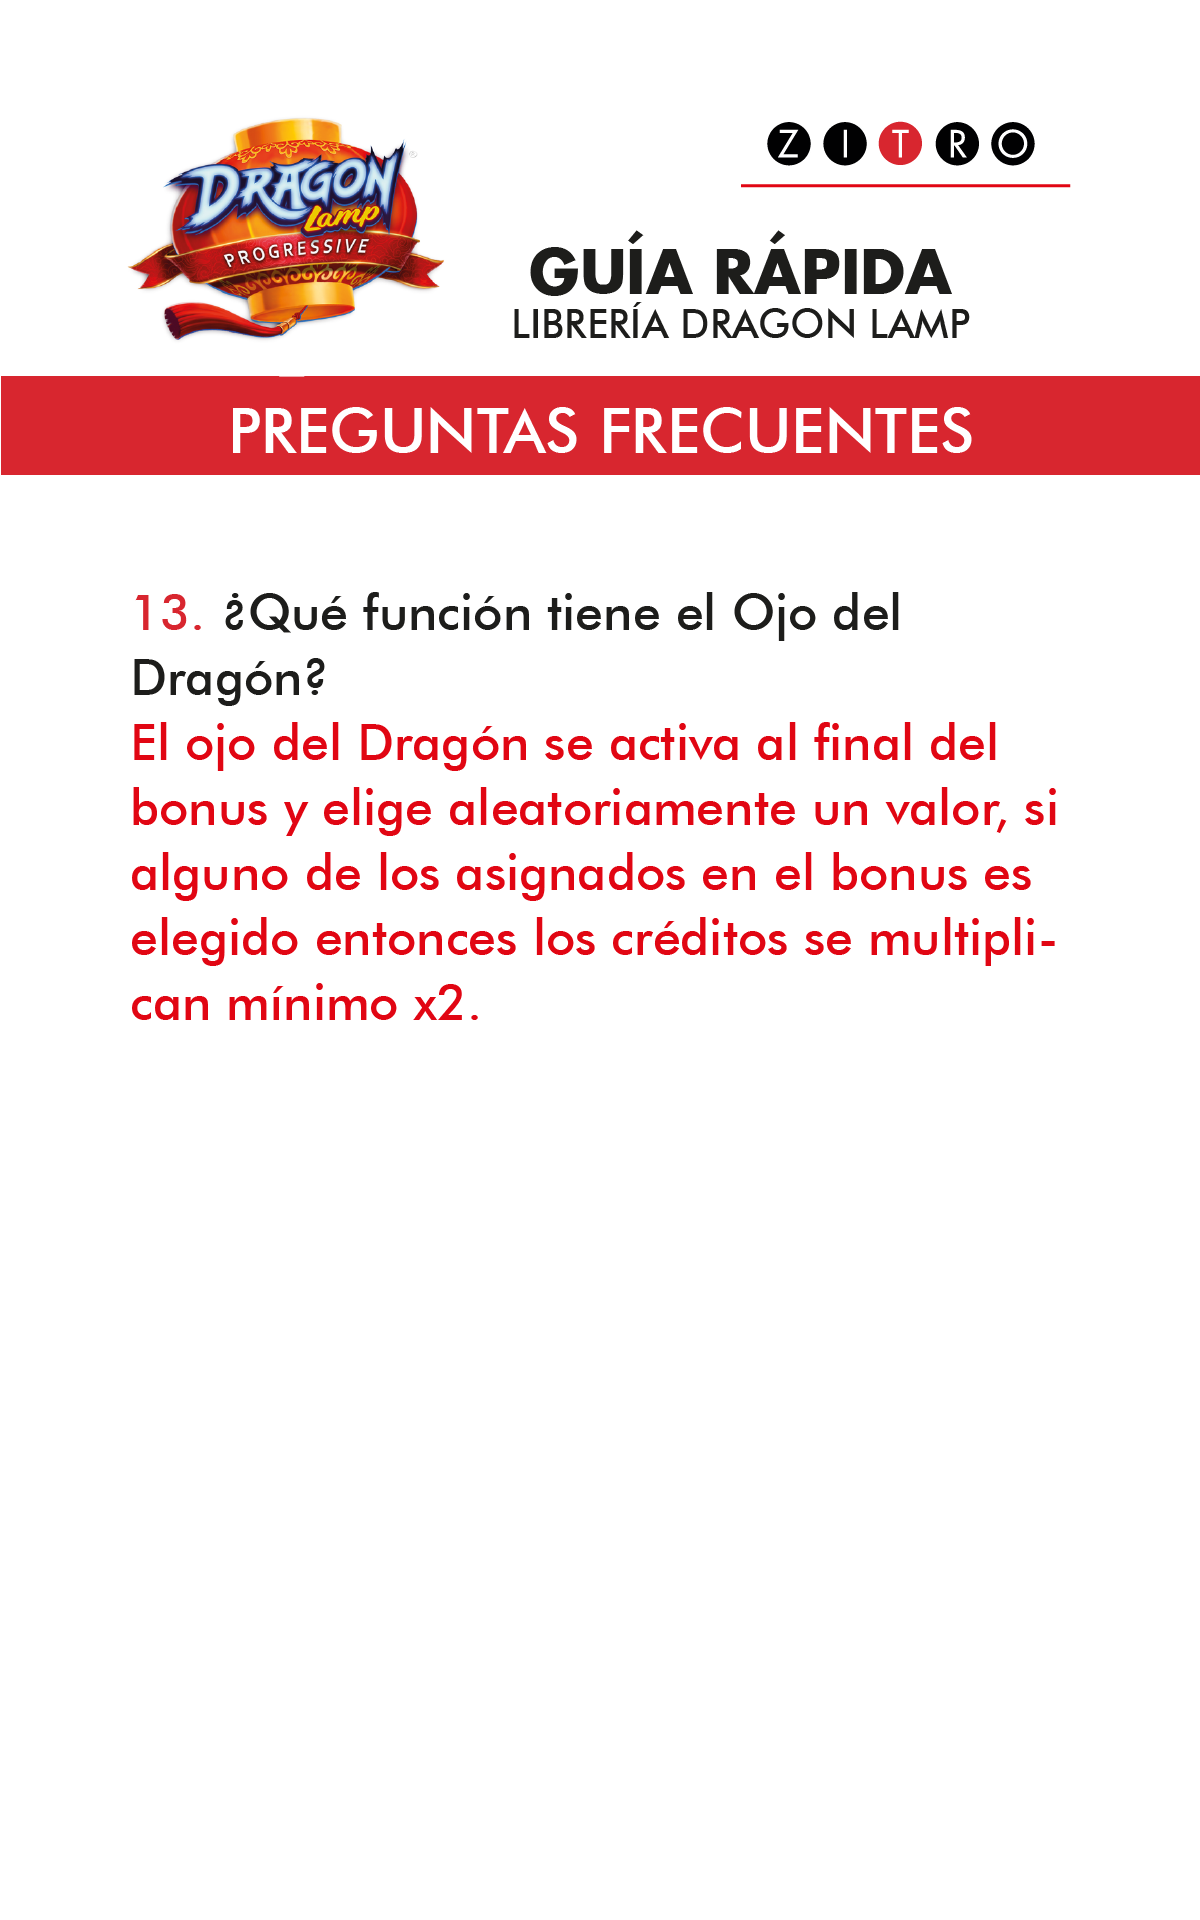 DRAGON
Lamp
PROGRESSIVE
®
ZITRO
GUÍA RÁPIDA
LIBRERÍA DRAGON LAMP
PREGUNTAS FRECUENTES
13. ¿Qué función tiene el Ojo del
Dragón?
El ojo del Dragón se activa al final del
bonus y elige aleatoriamente un valor, si
alguno de los asignados en el bonus es
elegido entonces los créditos se multipli-
can mínimo x2.